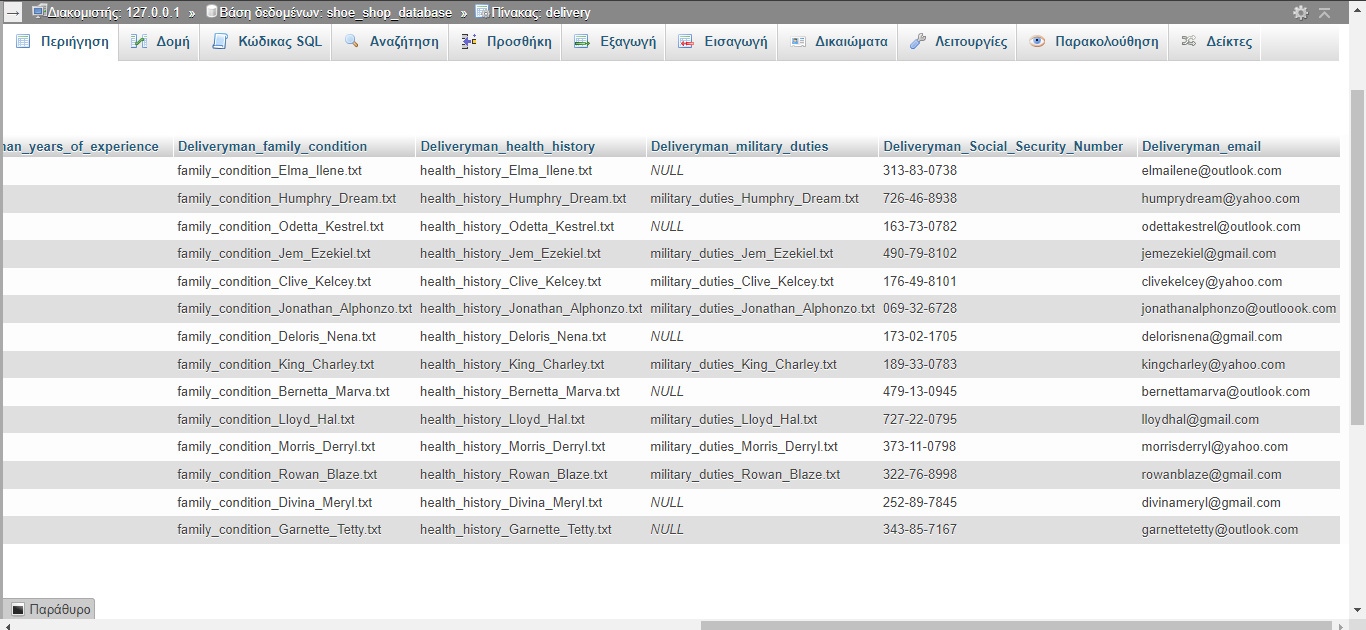 Διακομιστής: 127.0.0.1 » Βάση δεδομένων: shoe_shop_database » Πίνακας: delivery
Περιήγηση Δομή Κώδικας SQL Αναζήτηση Προσθήκη Εξαγωγή Εισαγωγή Δικαιώματα Λειτουργίες Παρακολούθηση Δείκτες
man_years_of_experience Deliveryman_family_condition Deliveryman_health_history Deliveryman_military_duties Deliveryman_Social_Security_Number Deliveryman_email
family_condition_Elma_Ilene.txt health_history_Elma_Ilene.txt NULL 313-83-0738 elmailene@outlook.com
family_condition_Humphry_Dream.txt health_history_Humphry_Dream.txt military_duties_Humphry_Dream.txt 726-46-8938 humprydream@yahoo.com
family_condition_Odetta_Kestrel.txt health_history_Odetta_Kestrel.txt NULL 163-73-0782 odettakestrel@outlook.com
family_condition_Jem_Ezekiel.txt health_history_Jem_Ezekiel.txt military_duties_Jem_Ezekiel.txt 490-79-8102 jemezekiel@gmail.com
family_condition_Clive_Kelcey.txt health_history_Clive_Kelcey.txt military_duties_Clive_Kelcey.txt 176-49-8101 clivekelcey@yahoo.com
family_condition_Jonathan_Alphonzo.txt health_history_Jonathan_Alphonzo.txt military_duties_Jonathan_Alphonzo.txt 069-32-6728 jonathanalphonzo@outloook.com
family_condition_Deloris_Nena.txt health_history_Deloris_Nena.txt NULL 173-02-1705 delorisnena@gmail.com
family_condition_King_Charley.txt health_history_King_Charley.txt military_duties_King_Charley.txt 189-33-0783 kingcharley@yahoo.com
family_condition_Bernetta_Marva.txt health_history_Bernetta_Marva.txt NULL 479-13-0945 bernettamarva@outlook.com
family_condition_Lloyd_Hal.txt health_history_Lloyd_Hal.txt military_duties_Lloyd_Hal.txt 727-22-0795 lloydhal@gmail.com
family_condition_Morris_Derryl.txt health_history_Morris_Derryl.txt military_duties_Morris_Derryl.txt 373-11-0798 morrisderryl@yahoo.com
family_condition_Rowan_Blaze.txt health_history_Rowan_Blaze.txt military_duties_Rowan_Blaze.txt 322-76-8998 rowanblaze@gmail.com
family_condition_Divina_Meryl.txt health_history_Divina_Meryl.txt NULL 252-89-7845 divinameryl@gmail.com
family_condition_Garnette_Tetty.txt health_history_Garnette_Tetty.txt NULL 343-85-7167 garnettetetty@outlook.com
Παράθυρο